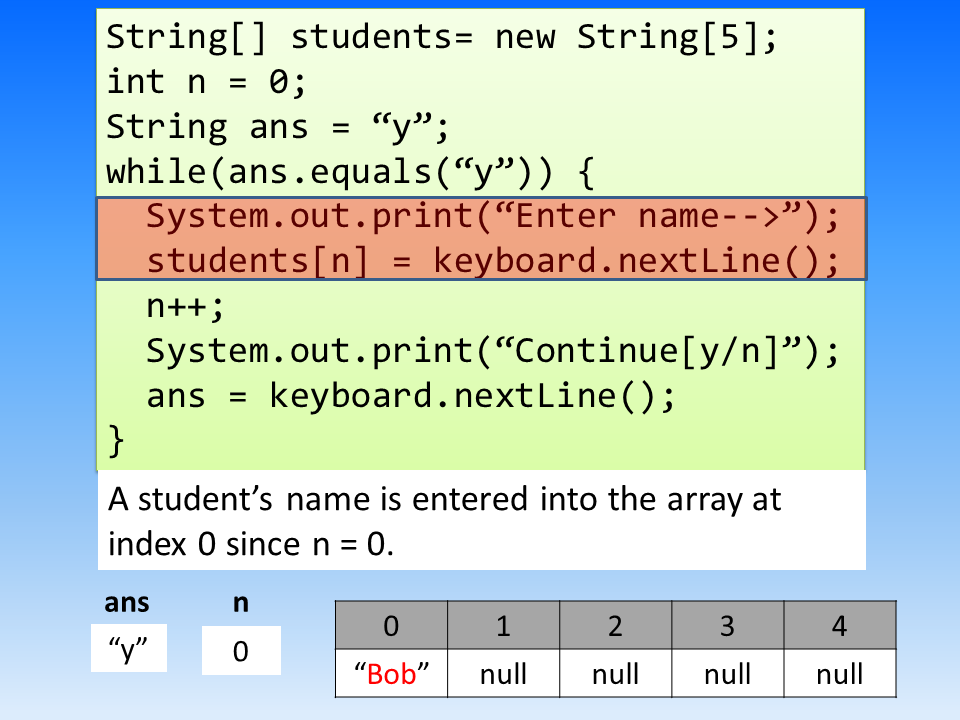 String[] students= new String[5];
int n = 0;
String ans = “y”;
while(ans.equals(“y”)) {
  System.out.print(“Enter name-->”);
  students[n] = keyboard.nextLine();
  n++;
  System.out.print(“Continue[y/n]”);
  ans = keyboard.nextLine();
}
A student’s name is entered into the array at
index 0 since n = 0.
ans n
“y” 0
0 1 2 3 4
“Bob” null null null null